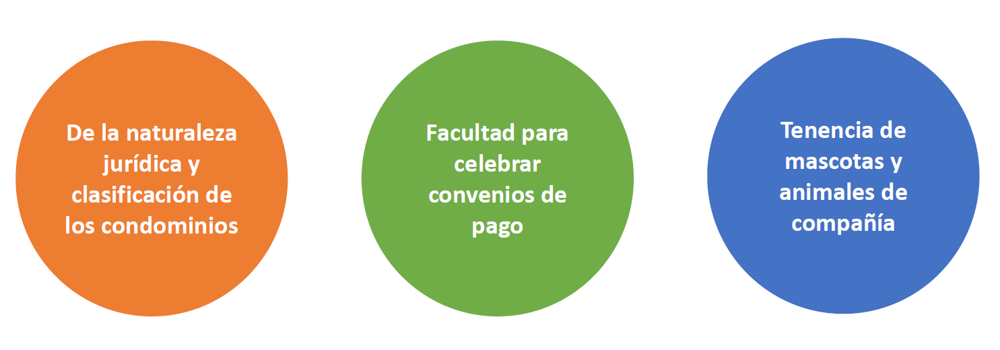 De la naturaleza
jurídica y
clasificación de
los condominios
Facultad para
celebrar
convenios de
pago
Tenencia de
mascotas y
animales de
compañía